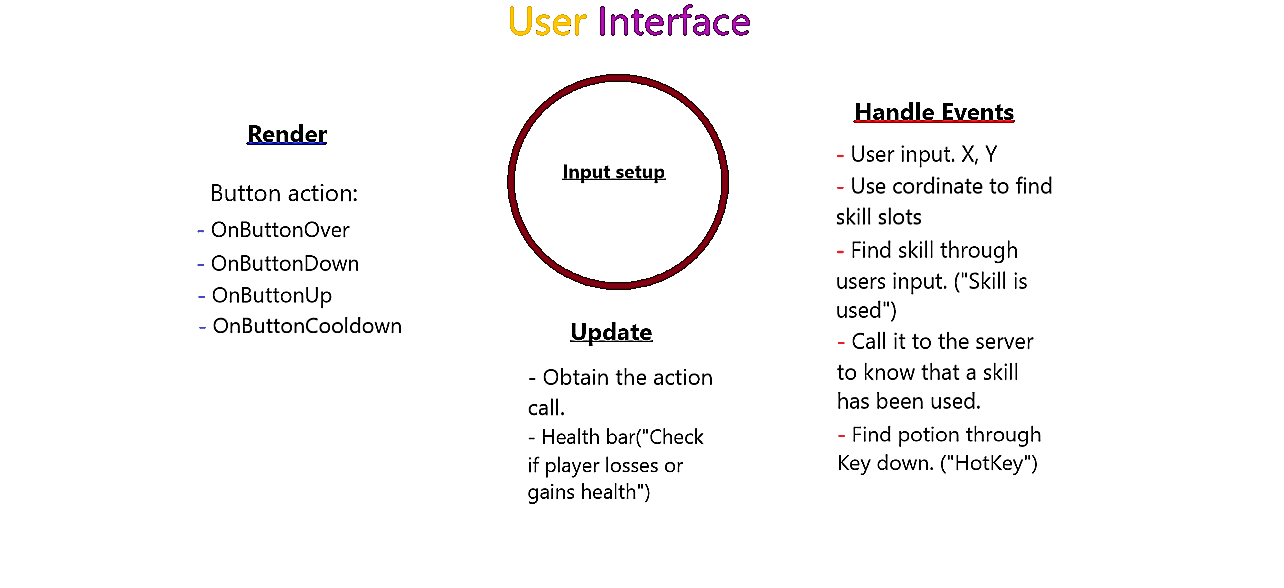 User Interface
Render
Button action:
- OnButtonOver
- OnButtonDown
- OnButtonUp
- OnButtonCooldown
Input setup
Update
- Obtain the action
call.
- Health bar("Check
if player losses or
gains health")
Handle Events
- User input. X, Y
- Use cordinate to find
skill slots
- Find skill through
users input. ("Skill is
used")
- Call it to the server
to know that a skill
has been used.
- Find potion through
Key down. ("HotKey")